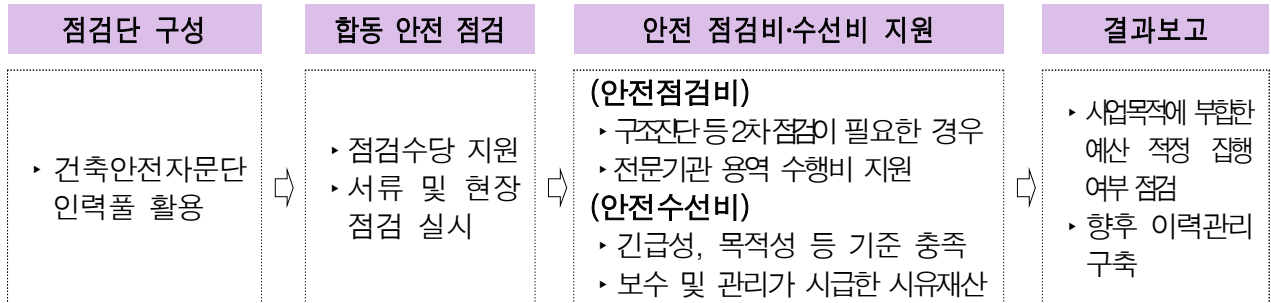 점검단 구성
‣ 건축안전자문단
인력풀 활용
합동 안전 점검
‣ 점검수당 지원
‣ 서류 및 현장
점검 실시
안전 점검비·수선비 지원
(안전점검비)
‣ 구조진단 등 2차 점검이 필요한 경우
‣ 전문기관 용역 수행비 지원
(안전수선비)
‣ 긴급성, 목적성 등 기준 충족
‣ 보수 및 관리가 시급한 시유재산
결과보고
‣ 사업목적에 부합한
예산 적정 집행
여부 점검
‣ 향후 이력관리
구축